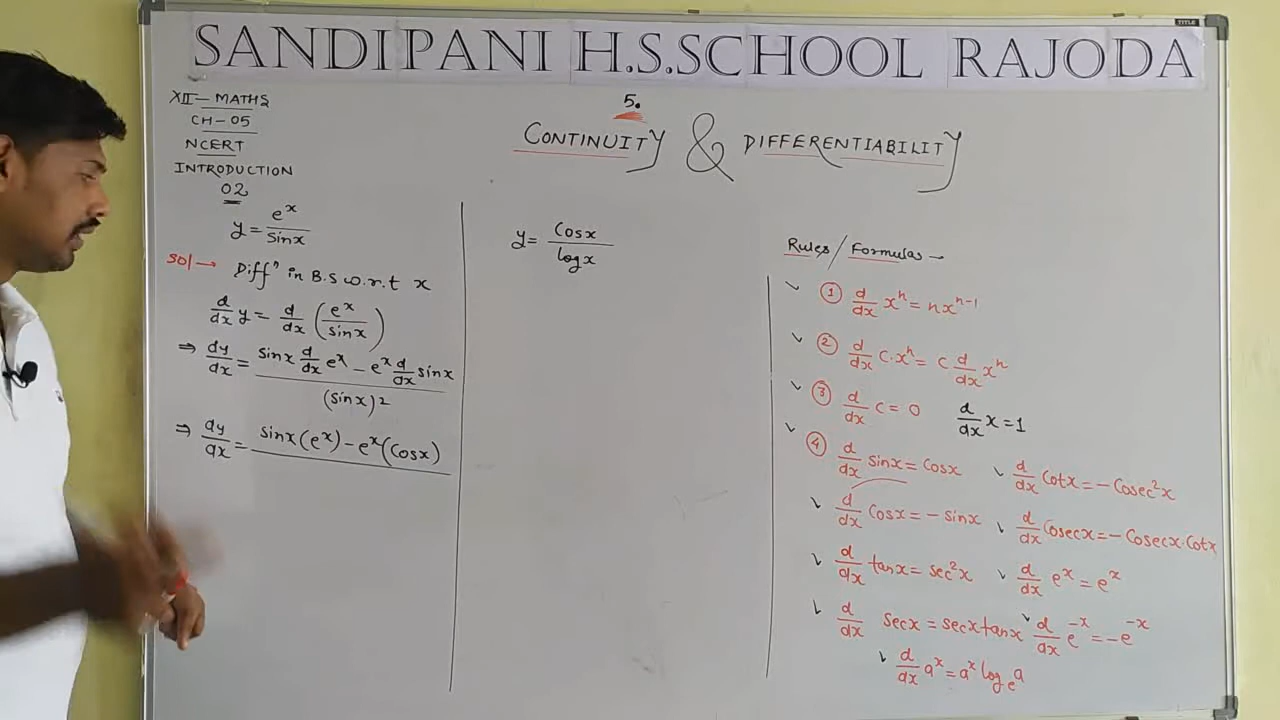 TITLE
SANDIPANI H.S.SCHOOL RAJODA
XII - MATHS
CH - 05
NCERT
INTRODUCTION
02
5.
CONTINUITY & DIFFERENTIABILITY
y = e^x / sinx
Sol → Diffⁿ in B.S w.r.t x
d/dx y = d/dx (e^x / sinx)
⇒ dy/dx = (sinx d/dx e^x - e^x d/dx sinx) / (sinx)²
⇒ dy/dx = sinx(e^x) - e^x(cosx)
y = Cosx / logx
Rules / Formulas -
① d/dx x^n = nx^(n-1)
② d/dx C·x^n = C d/dx x^n
③ d/dx C = 0 d/dx x = 1
④ d/dx sinx = Cosx d/dx Cotx = - Cosec²x
d/dx Cosx = - sinx d/dx Cosecx = - Cosecx·Cotx
d/dx tanx = sec²x d/dx e^x = e^x
d/dx secx = secx tanx d/dx e^-x = - e^-x
d/dx a^x = a^x log_e a